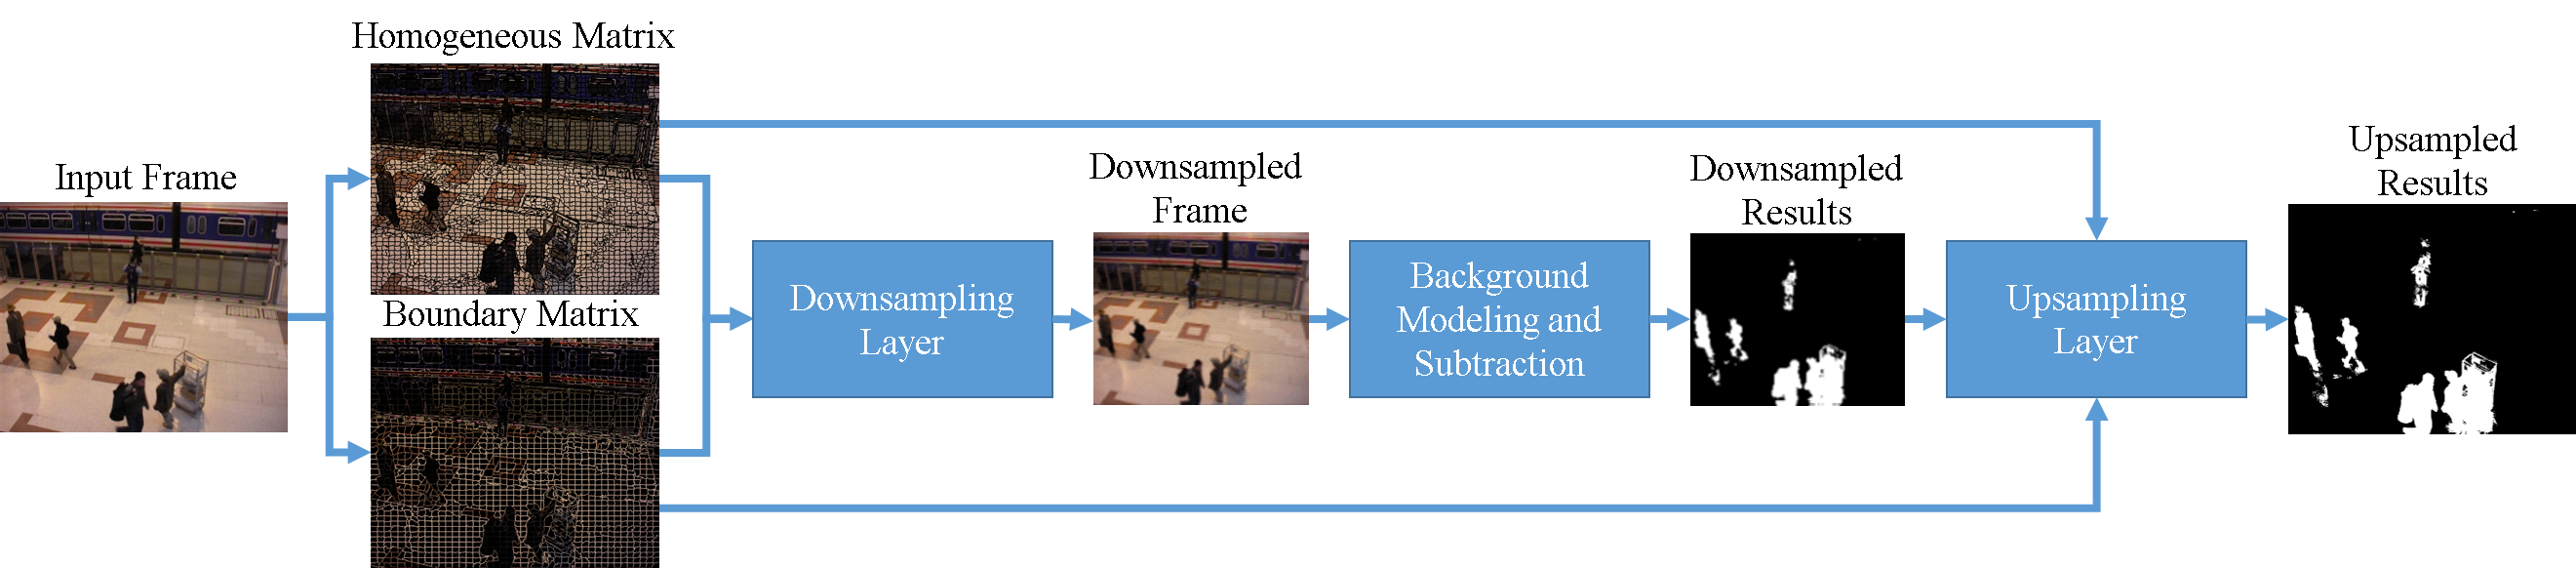 Homogeneous Matrix
Input Frame
Boundary Matrix
Downsampling
Layer
Downsampled
Frame
Background
Modeling and
Subtraction
Downsampled
Results
Upsampling
Layer
Upsampled
Results